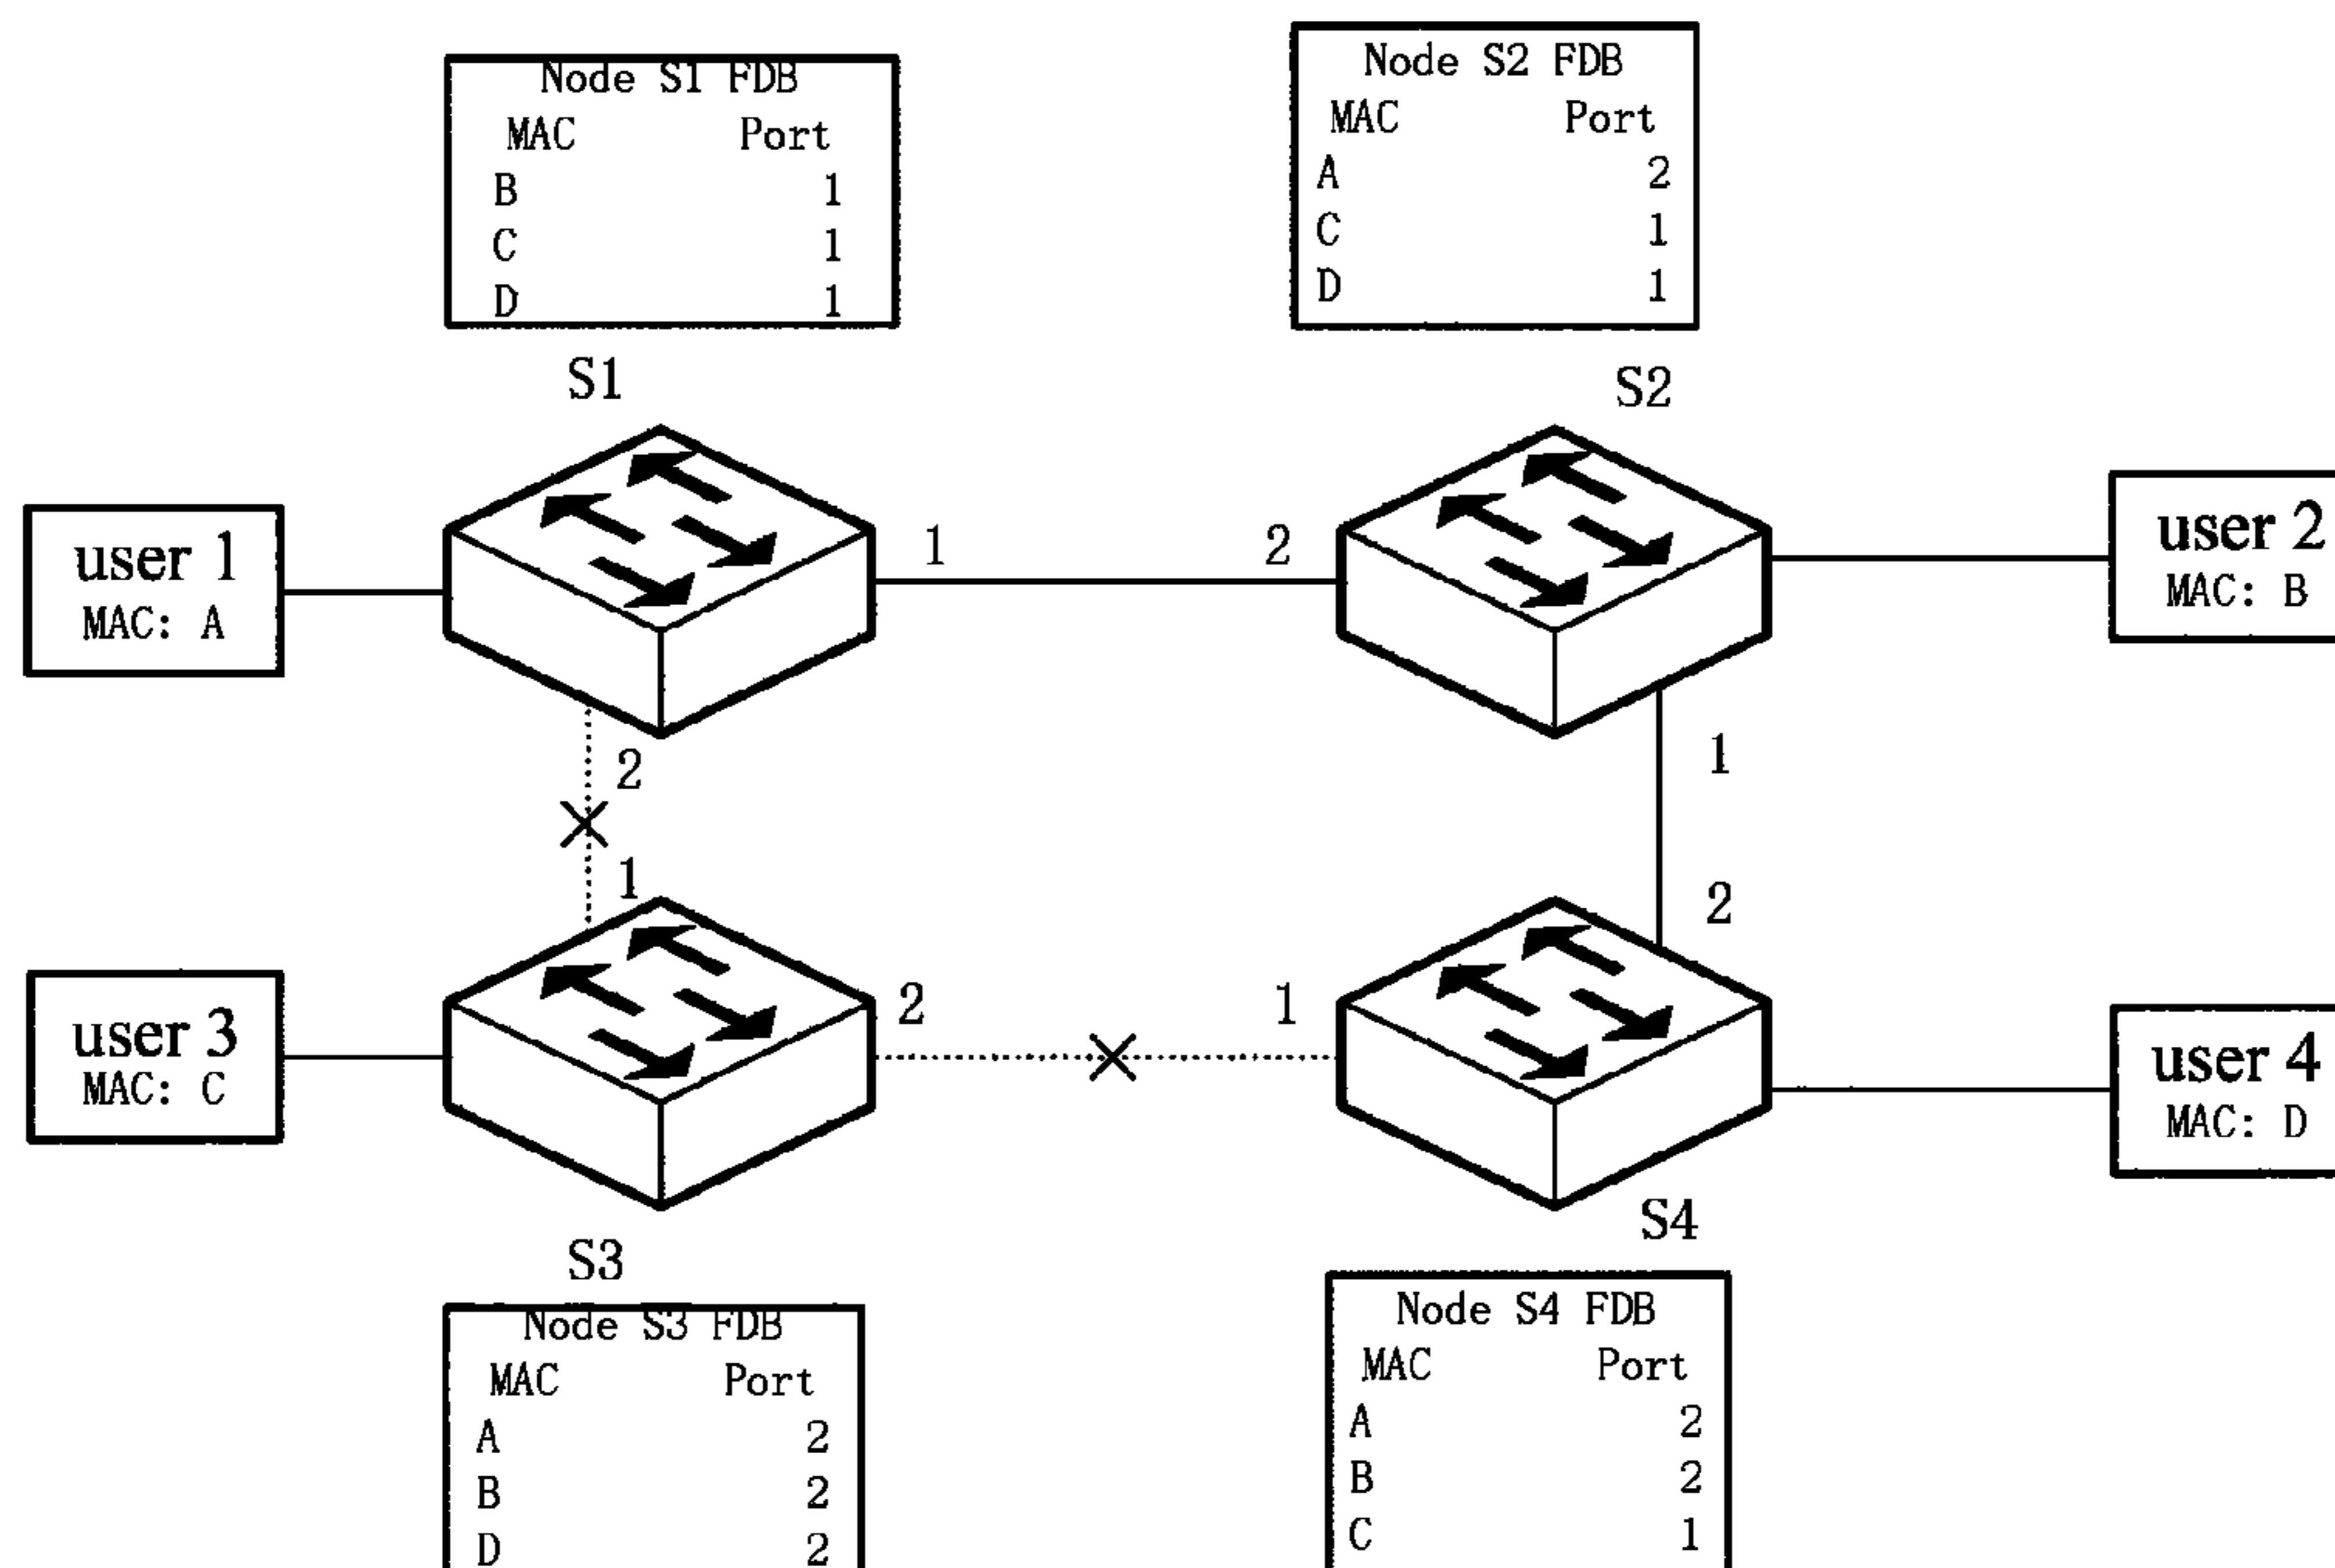 Node S1 FDB
MAC Port
B 1
C 1
D 1
Node S2 FDB
MAC Port
A 2
C 1
D 1
S1
S2
user 1
MAC: A
1
2
user 2
MAC: B
2
1
1
2
user 3
MAC: C
2
1
user 4
MAC: D
S3
S4
Node S3 FDB
MAC Port
A 2
B 2
D 2
Node S4 FDB
MAC Port
A 2
B 2
C 1